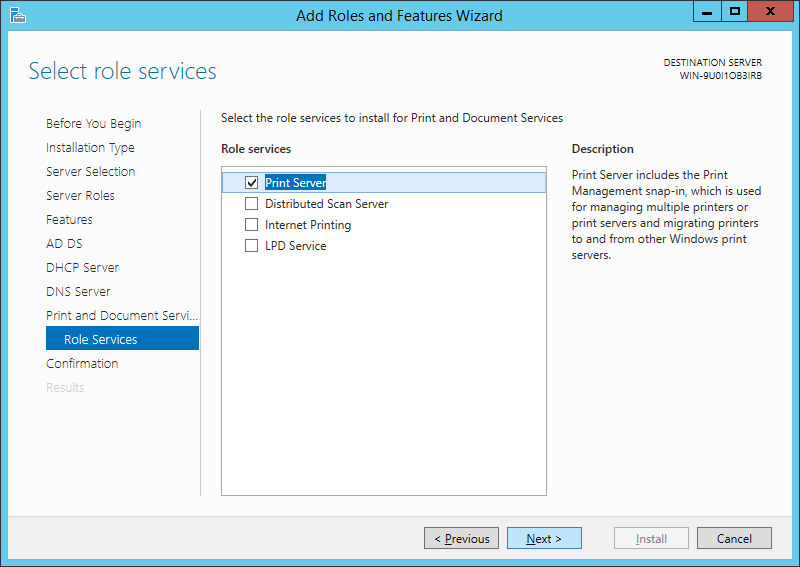 Add Roles and Features Wizard
Select role services
DESTINATION SERVER
WIN-9U0I1OB3IRB
Before You Begin
Installation Type
Server Selection
Server Roles
Features
AD DS
DHCP Server
DNS Server
Print and Document Servi...
Role Services
Confirmation
Results
Select the role services to install for Print and Document Services
Role services
Print Server
Distributed Scan Server
Internet Printing
LPD Service
Description
Print Server includes the Print
Management snap-in, which is used
for managing multiple printers or
print servers and migrating printers
to and from other Windows print
servers.
< Previous
Next >
Install
Cancel